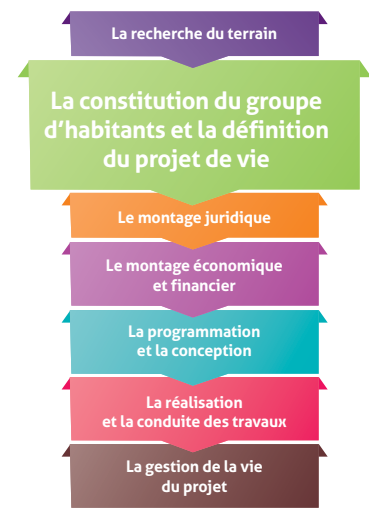 La recherche du terrain
La constitution du groupe
d'habitants et la définition
du projet de vie
Le montage juridique
Le montage économique
et financier
La programmation
et la conception
La réalisation
et la conduite des travaux
La gestion de la vie
du projet